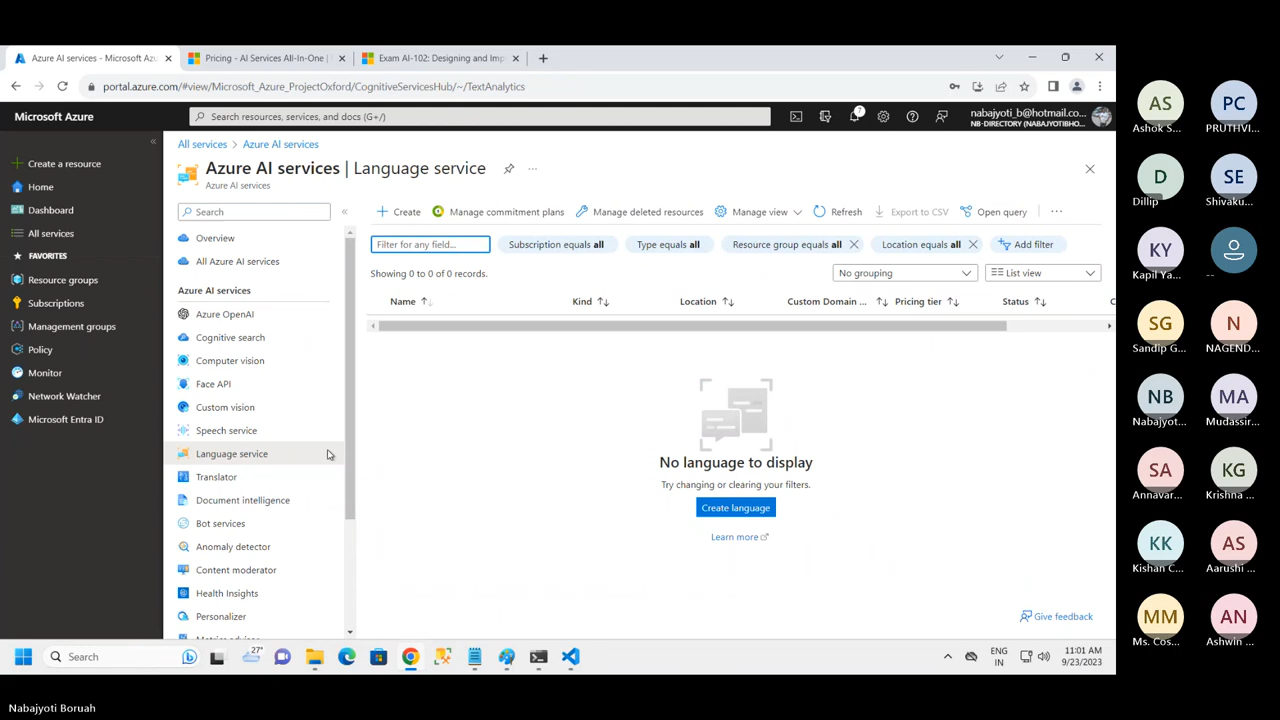 Azure AI services - Microsoft Azu
Pricing - AI Services All-In-One |
Exam AI-102: Designing and Imp
portal.azure.com/#view/Microsoft_Azure_ProjectOxford/CognitiveServicesHub/~/TextAnalytics
Microsoft Azure
Search resources, services, and docs (G+/)
7
nabajyoti_b@hotmail.co...
NB-DIRECTORY (NABAJYOTIBHO...
Create a resource
Home
Dashboard
All services
FAVORITES
Resource groups
Subscriptions
Management groups
Policy
Monitor
Network Watcher
Microsoft Entra ID
All services > Azure AI services >
Azure AI services | Language service
Azure AI services
Search
Overview
All Azure AI services
Azure AI services
Azure OpenAI
Cognitive search
Computer vision
Face API
Custom vision
Speech service
Language service
Translator
Document intelligence
Bot services
Anomaly detector
Content moderator
Health Insights
Personalizer
Metrics advisor
Create
Manage commitment plans
Manage deleted resources
Manage view
Refresh
Export to CSV
Open query
Filter for any field...
Subscription equals all
Type equals all
Resource group equals all
Location equals all
Add filter
Showing 0 to 0 of 0 records.
No grouping
List view
Name
Kind
Location
Custom Domain ...
Pricing tier
Status
C
No language to display
Try changing or clearing your filters.
Create language
Learn more
Give feedback
Search
27°
ENG
IN
11:01 AM
9/23/2023
AS
Ashok S...
PC
PRUTHVI...
D
Dillip
SE
Shivaku...
KY
Kapil Ya...
--
SG
Sandip G...
N
NAGEND...
NB
Nabajyot...
MA
Mudassir...
SA
Annavar...
KG
Krishna ...
KK
Kishan C...
AS
Aarushi ...
MM
Ms. Cos...
AN
Ashwin ...
Nabajyoti Boruah